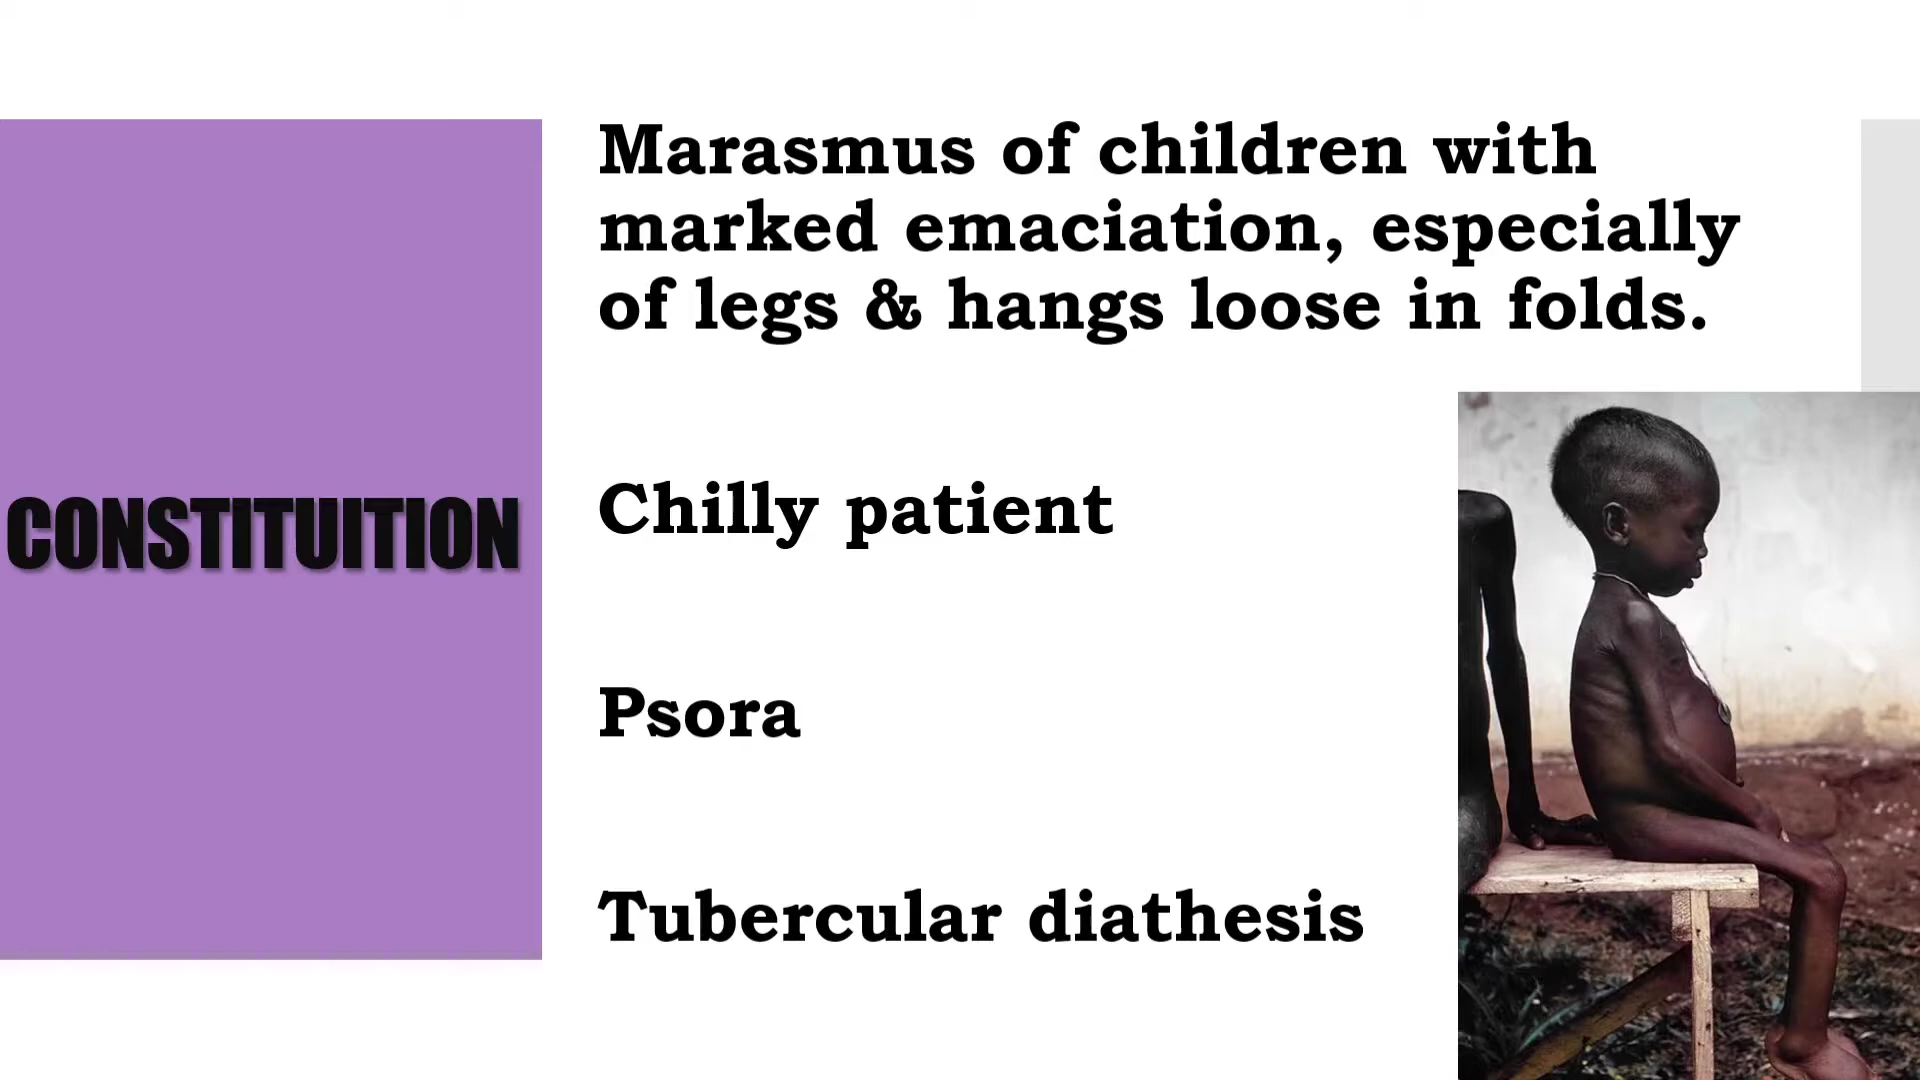 CONSTITUITION
Marasmus of children with
marked emaciation, especially
of legs & hangs loose in folds.
Chilly patient
Psora
Tubercular diathesis